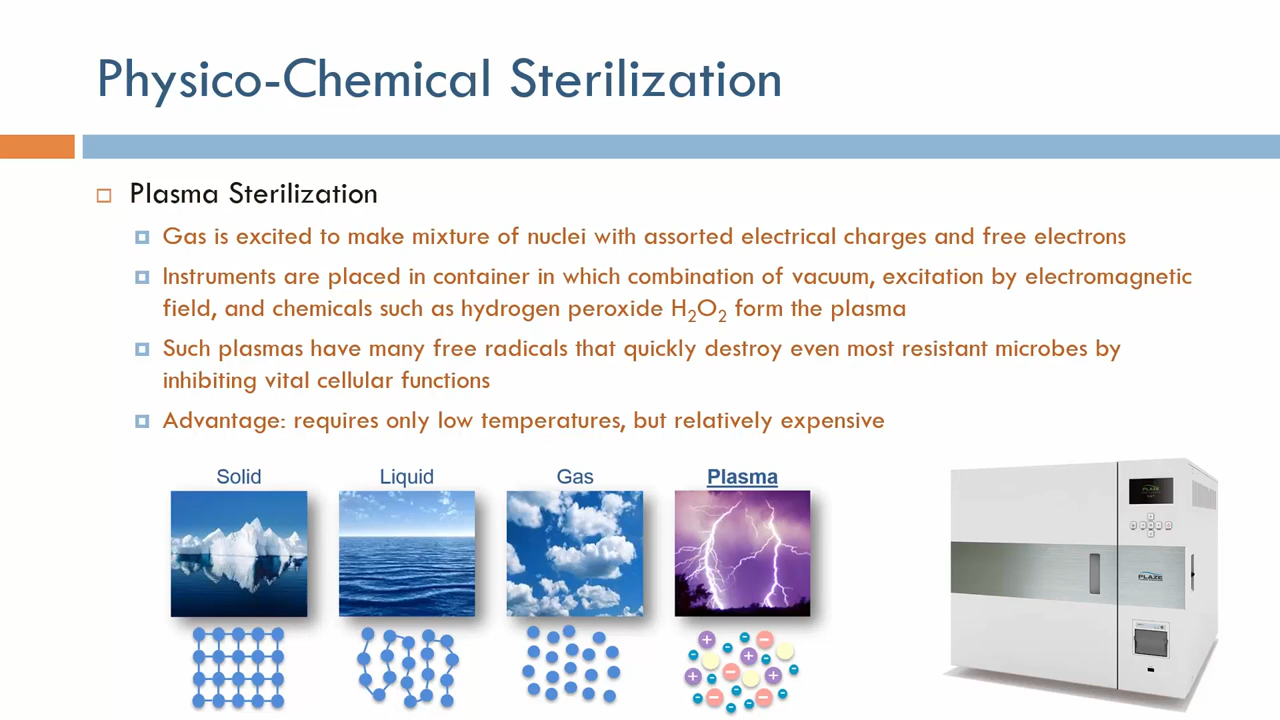 Physico-Chemical Sterilization
Plasma Sterilization
Gas is excited to make mixture of nuclei with assorted electrical charges and free electrons
Instruments are placed in container in which combination of vacuum, excitation by electromagnetic
field, and chemicals such as hydrogen peroxide H₂O₂ form the plasma
Such plasmas have many free radicals that quickly destroy even most resistant microbes by
inhibiting vital cellular functions
Advantage: requires only low temperatures, but relatively expensive
Solid Liquid Gas Plasma
PLAZE
PLAZE